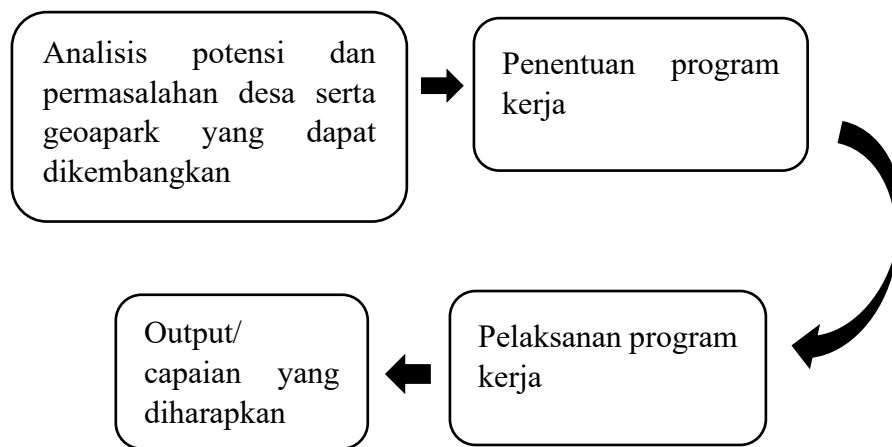 Analisis potensi dan
permasalahan desa serta
geoapark yang dapat
dikembangkan
Penentuan program
kerja
Pelaksanan program
kerja
Output/
capaian yang
diharapkan